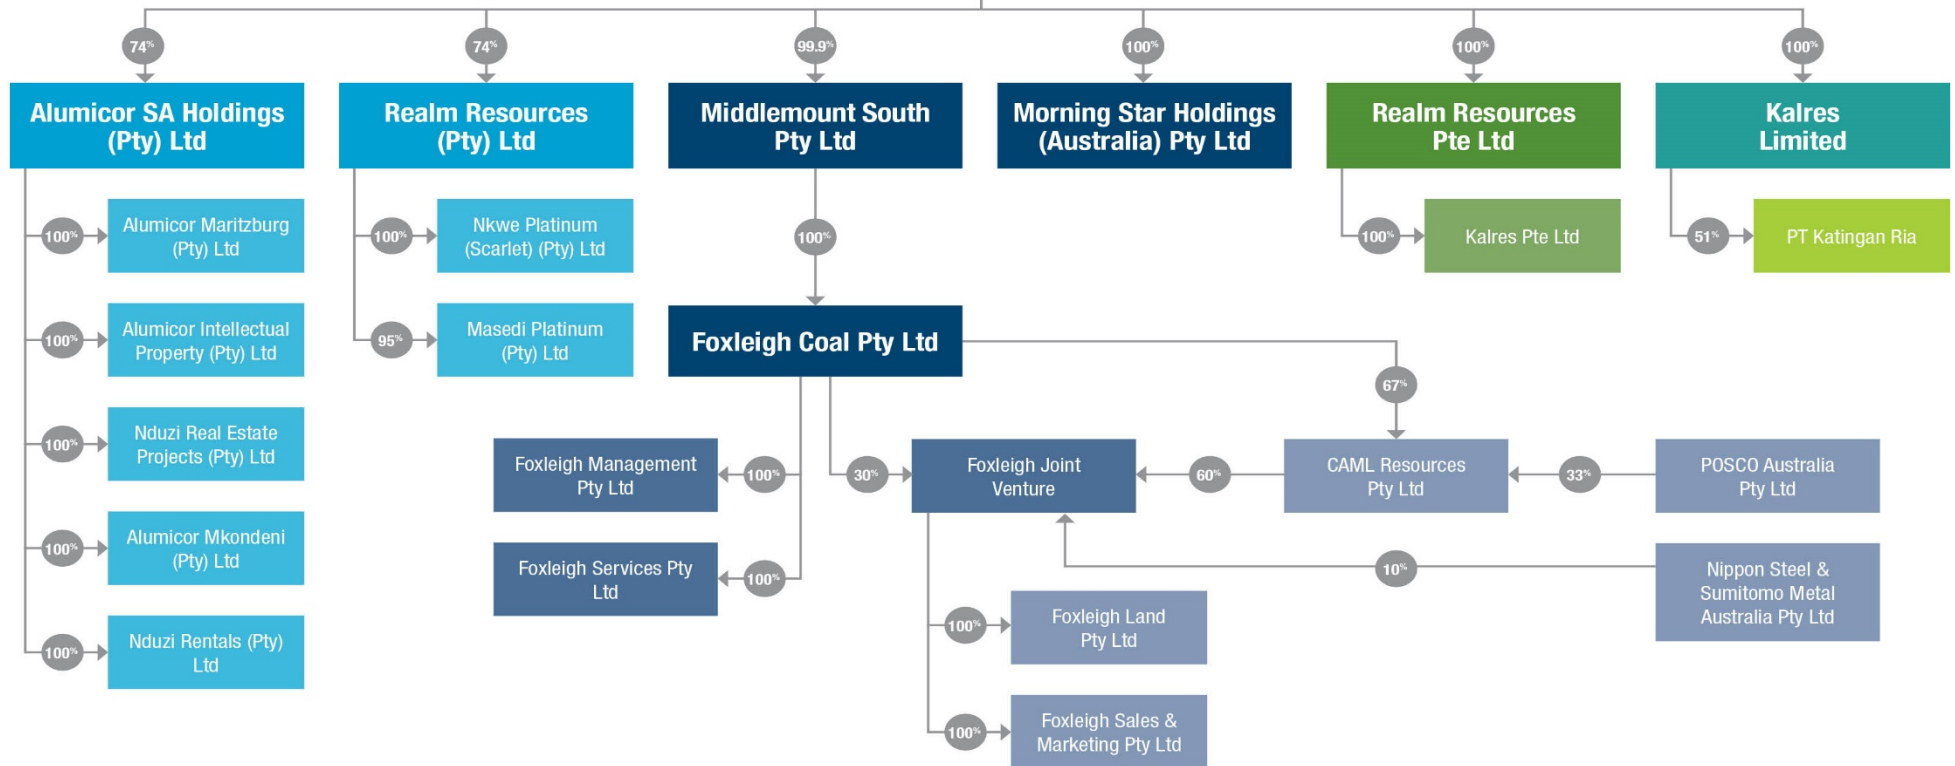 74%
74%
99.9%
100%
100%
100%
Alumicor SA Holdings
(Pty) Ltd
Realm Resources
(Pty) Ltd
Middlemount South
Pty Ltd
Morning Star Holdings
(Australia) Pty Ltd
Realm Resources
Pte Ltd
Kalres
Limited
100%
Alumicor Maritzburg
(Pty) Ltd
100%
Nkwe Platinum
(Scarlet) (Pty) Ltd
100%
100%
Kalres Pte Ltd
51%
PT Katingan Ria
100%
Alumicor Intellectual
Property (Pty) Ltd
95%
Masedi Platinum
(Pty) Ltd
Foxleigh Coal Pty Ltd
67%
100%
Nduzi Real Estate
Projects (Pty) Ltd
Foxleigh Management
Pty Ltd
100%
30%
Foxleigh Joint
Venture
60%
CAML Resources
Pty Ltd
33%
POSCO Australia
Pty Ltd
100%
Alumicor Mkondeni
(Pty) Ltd
Foxleigh Services Pty
Ltd
100%
10%
Nippon Steel &
Sumitomo Metal
Australia Pty Ltd
100%
Nduzi Rentals (Pty)
Ltd
100%
Foxleigh Land
Pty Ltd
100%
Foxleigh Sales &
Marketing Pty Ltd